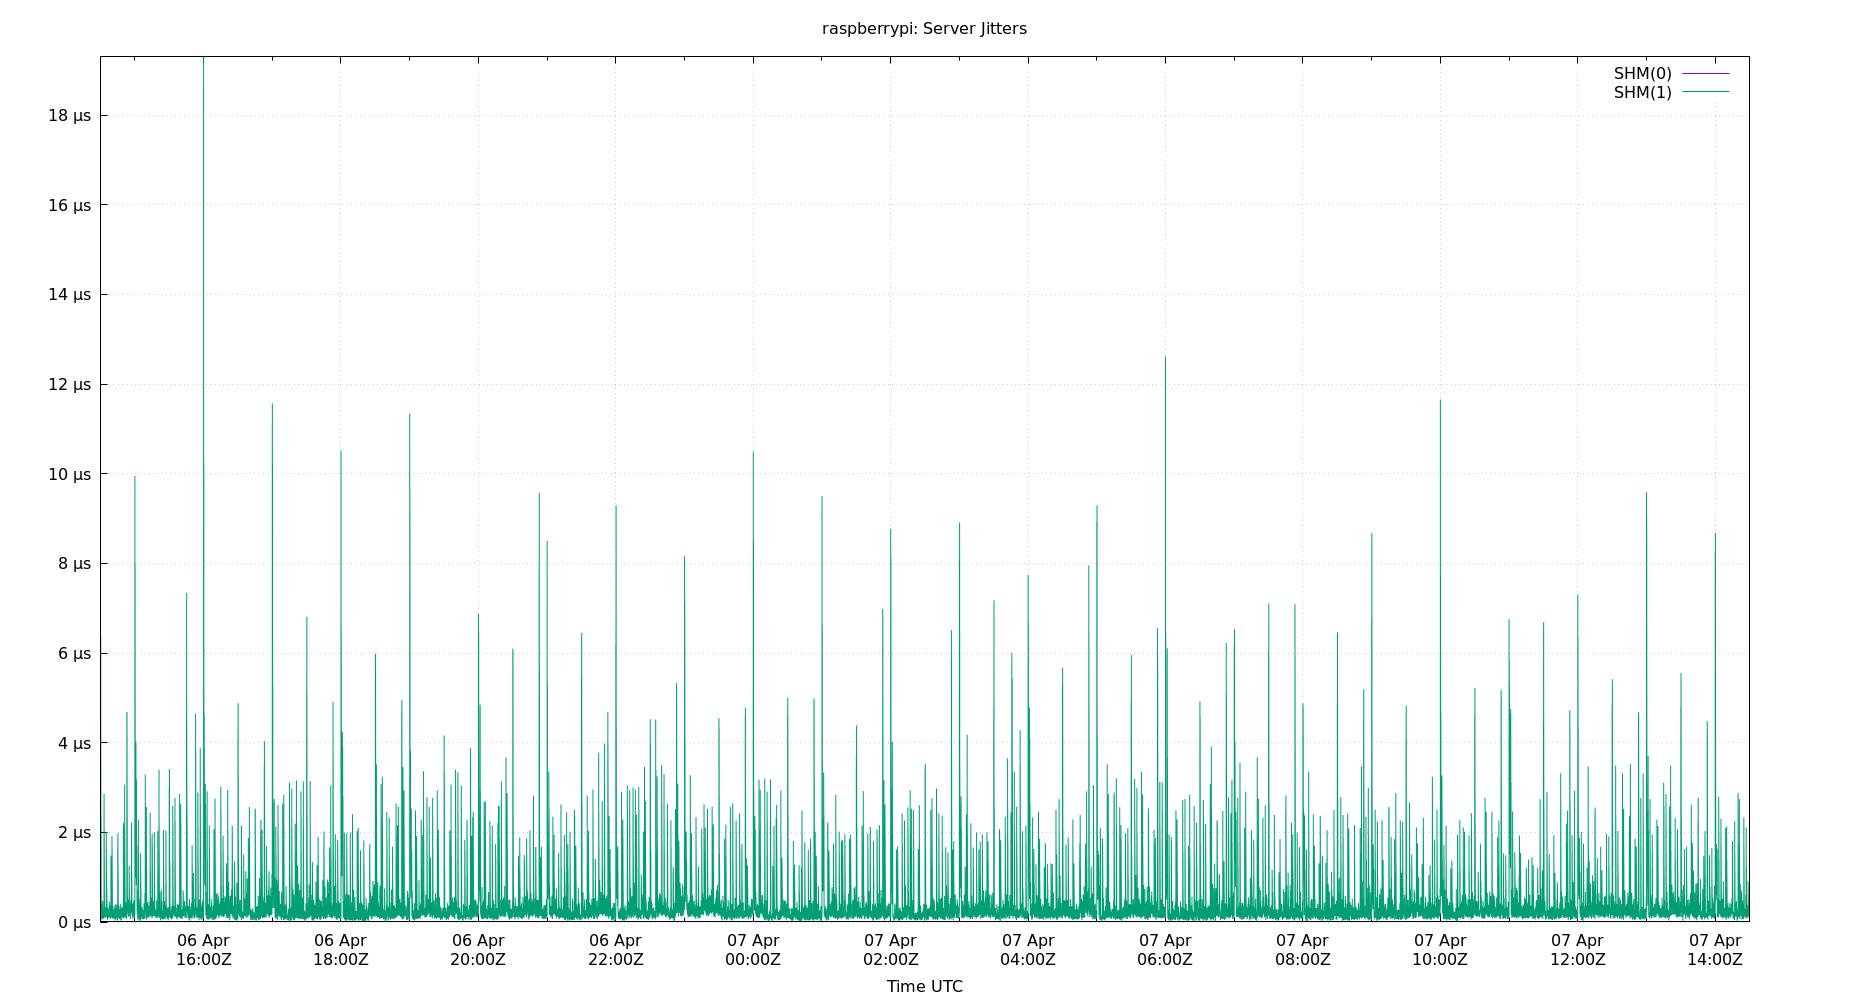 raspberrypi: Server Jitters
SHM(0)
SHM(1)
18 µs
16 µs
14 µs
12 µs
10 µs
8 µs
6 µs
4 µs
2 µs
0 µs
06 Apr 06 Apr 06 Apr 06 Apr 07 Apr 07 Apr 07 Apr 07 Apr 07 Apr 07 Apr 07 Apr 07 Apr
16:00Z 18:00Z 20:00Z 22:00Z 00:00Z 02:00Z 04:00Z 06:00Z 08:00Z 10:00Z 12:00Z 14:00Z
Time UTC